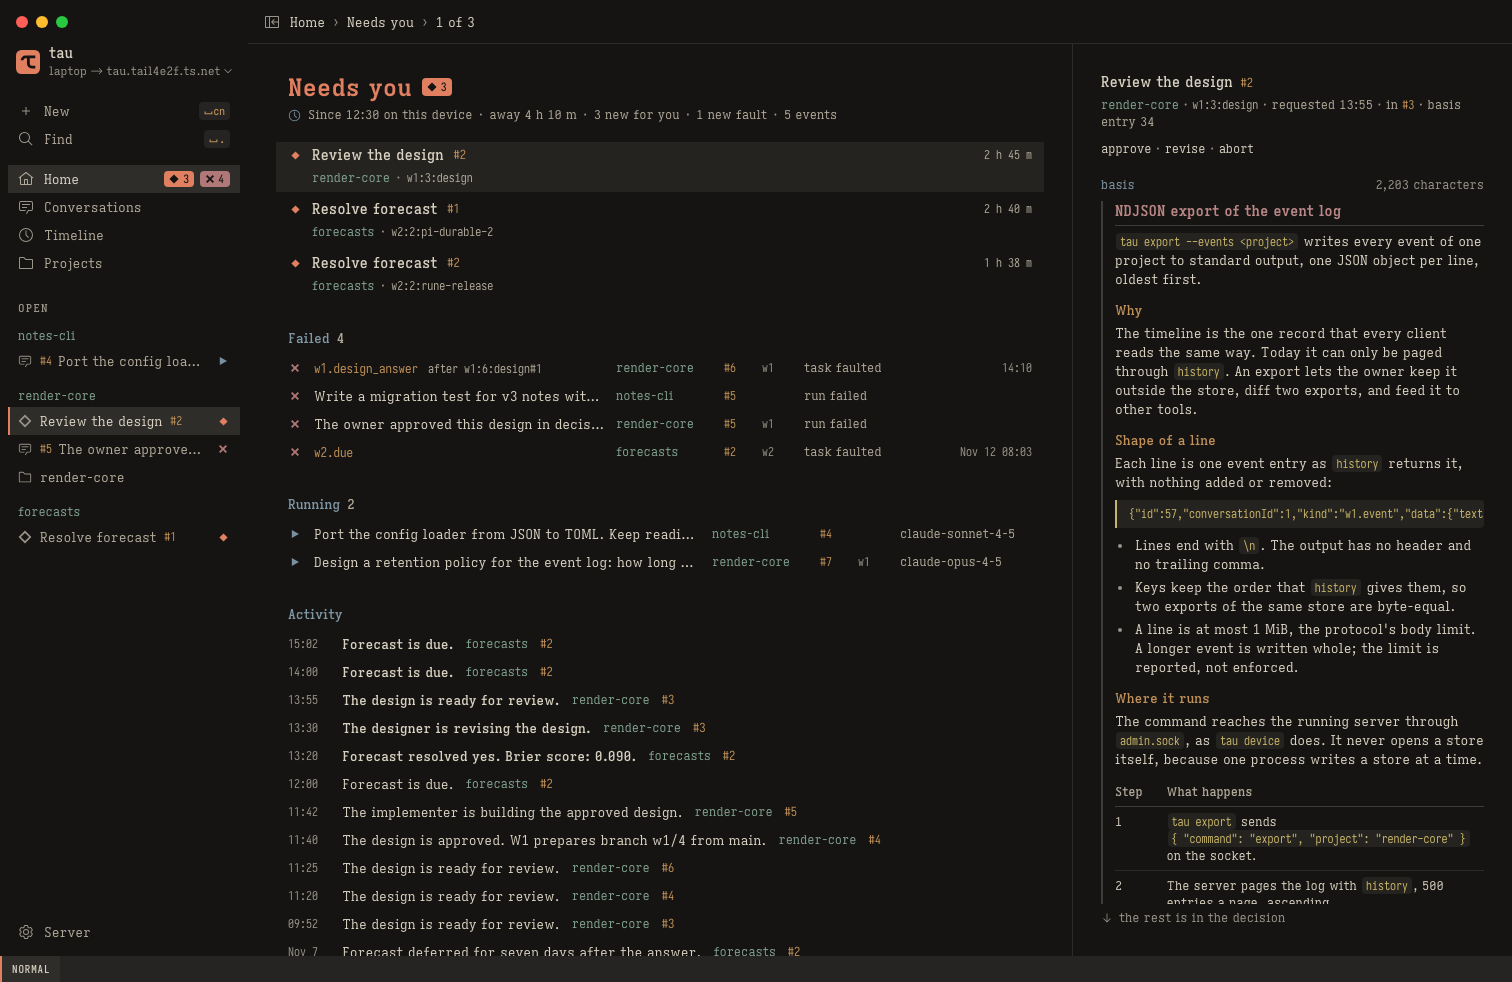 Home › Needs you › 1 of 3
tau
laptop → tau.tail4e2f.ts.net
New
cn
Find
.
Home 3 4
Conversations
Timeline
Projects
OPEN
notes-cli
#4 Port the config loa...
render-core
Review the design #2
#5 The owner approve...
render-core
forecasts
Resolve forecast #1
Server
NORMAL
Needs you 3
Since 12:30 on this device · away 4 h 10 m · 3 new for you · 1 new fault · 5 events
Review the design #2 2 h 45 m
render-core · w1:3:design
Resolve forecast #1 2 h 40 m
forecasts · w2:2:pi-durable-2
Resolve forecast #2 1 h 38 m
forecasts · w2:2:rune-release
Failed 4
w1.design_answer after w1:6:design#1 render-core #6 w1 task faulted 14:10
Write a migration test for v3 notes wit... notes-cli #5 run failed
The owner approved this design in decis... render-core #5 w1 run failed
w2.due forecasts #2 w2 task faulted Nov 12 08:03
Running 2
Port the config loader from JSON to TOML. Keep readi... notes-cli #4 claude-sonnet-4-5
Design a retention policy for the event log: how long ... render-core #7 w1 claude-opus-4-5
Activity
15:02 Forecast is due. forecasts #2
14:00 Forecast is due. forecasts #2
13:55 The design is ready for review. render-core #3
13:30 The designer is revising the design. render-core #3
13:20 Forecast resolved yes. Brier score: 0.090. forecasts #2
12:00 Forecast is due. forecasts #2
11:42 The implementer is building the approved design. render-core #5
11:40 The design is approved. W1 prepares branch w1/4 from main. render-core #4
11:25 The design is ready for review. render-core #6
11:20 The design is ready for review. render-core #4
09:52 The design is ready for review. render-core #3
Nov 7 Forecast deferred for seven days after the answer. forecasts #2
Review the design #2
render-core · w1:3:design · requested 13:55 · in #3 · basis
entry 34
approve · revise · abort
basis 2,203 characters
NDJSON export of the event log
tau export --events <project> writes every event of one
project to standard output, one JSON object per line,
oldest first.
Why
The timeline is the one record that every client
reads the same way. Today it can only be paged
through history. An export lets the owner keep it
outside the store, diff two exports, and feed it to
other tools.
Shape of a line
Each line is one event entry as history returns it,
with nothing added or removed:
{"id":57,"conversationId":1,"kind":"w1.event","data":{"text
• Lines end with \n. The output has no header and
no trailing comma.
• Keys keep the order that history gives them, so
two exports of the same store are byte-equal.
• A line is at most 1 MiB, the protocol's body limit.
A longer event is written whole; the limit is
reported, not enforced.
Where it runs
The command reaches the running server through
admin.sock, as tau device does. It never opens a store
itself, because one process writes a store at a time.
Step What happens
1 tau export sends
{ "command": "export", "project": "render-core" }
on the socket.
2 The server pages the log with history, 500
entries a page, ascending
↓ the rest is in the decision